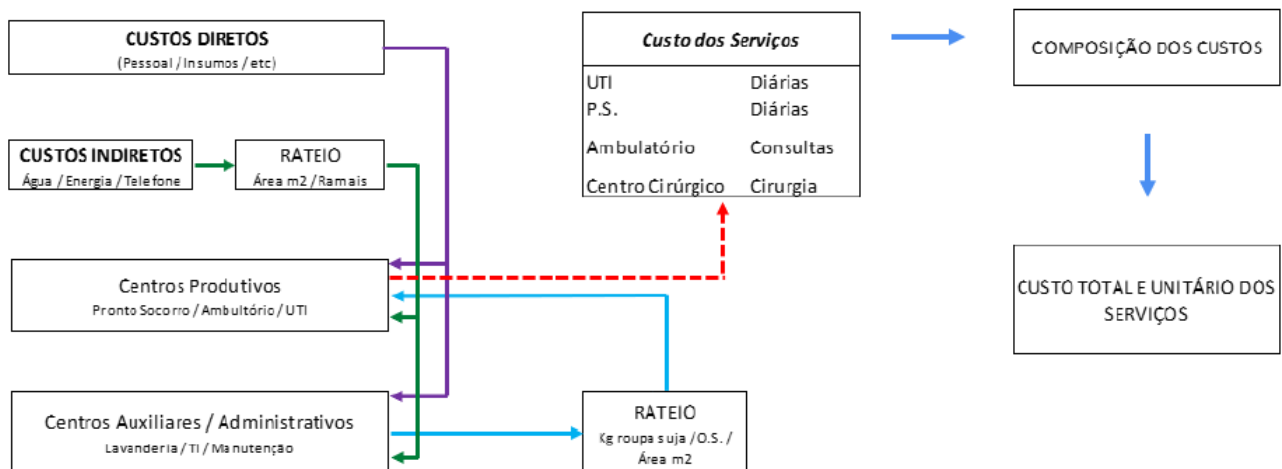 CUSTOS DIRETOS
(Pessoal / Insumos / etc)
CUSTOS INDIRETOS
Água / Energia / Telefone
RATEIO
Área m2 / Ramais
Centros Produtivos
Pronto Socorro / Ambultório / UTI
Centros Auxiliares / Administrativos
Lavanderia / TI / Manutenção
RATEIO
Kg roupa suja / O.S. /
Área m2
Custo dos Serviços
UTI Diárias
P.S. Diárias
Ambulatório Consultas
Centro Cirúrgico Cirurgia
COMPOSIÇÃO DOS CUSTOS
CUSTO TOTAL E UNITÁRIO DOS
SERVIÇOS